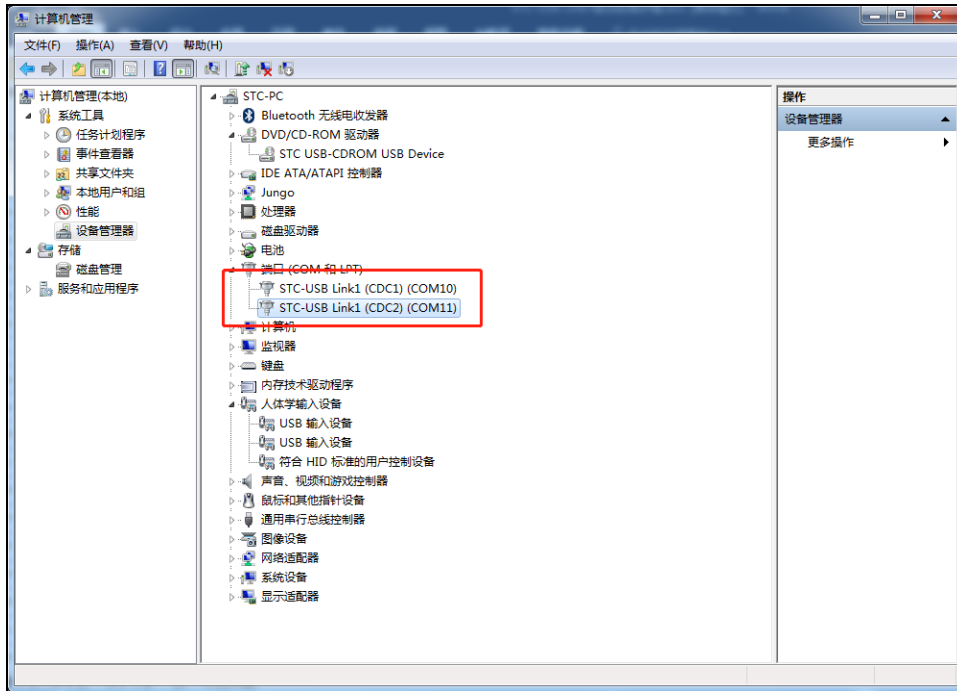 计算机管理
文件(F) 操作(A) 查看(V) 帮助(H)
计算机管理(本地)
系统工具
任务计划程序
事件查看器
共享文件夹
本地用户和组
性能
设备管理器
存储
磁盘管理
服务和应用程序
STC-PC
Bluetooth 无线电收发器
DVD/CD-ROM 驱动器
STC USB-CDROM USB Device
IDE ATA/ATAPI 控制器
Jungo
处理器
磁盘驱动器
电池
端口 (COM 和 LPT)
STC-USB Link1 (CDC1) (COM10)
STC-USB Link1 (CDC2) (COM11)
计算机
监视器
键盘
内存技术驱动程序
人体学输入设备
USB 输入设备
USB 输入设备
符合 HID 标准的用户控制设备
声音、视频和游戏控制器
鼠标和其他指针设备
通用串行总线控制器
图像设备
网络适配器
系统设备
显示适配器
操作
设备管理器
更多操作